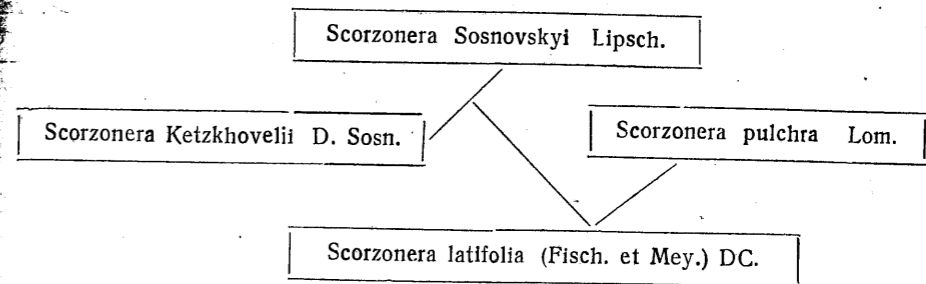 Scorzonera Sosnovskyi Lipsch.
Scorzonera Ketzkhovelii D. Sosn.
Scorzonera pulchra Lom.
Scorzonera latifolia (Fisch. et Mey.) DC.